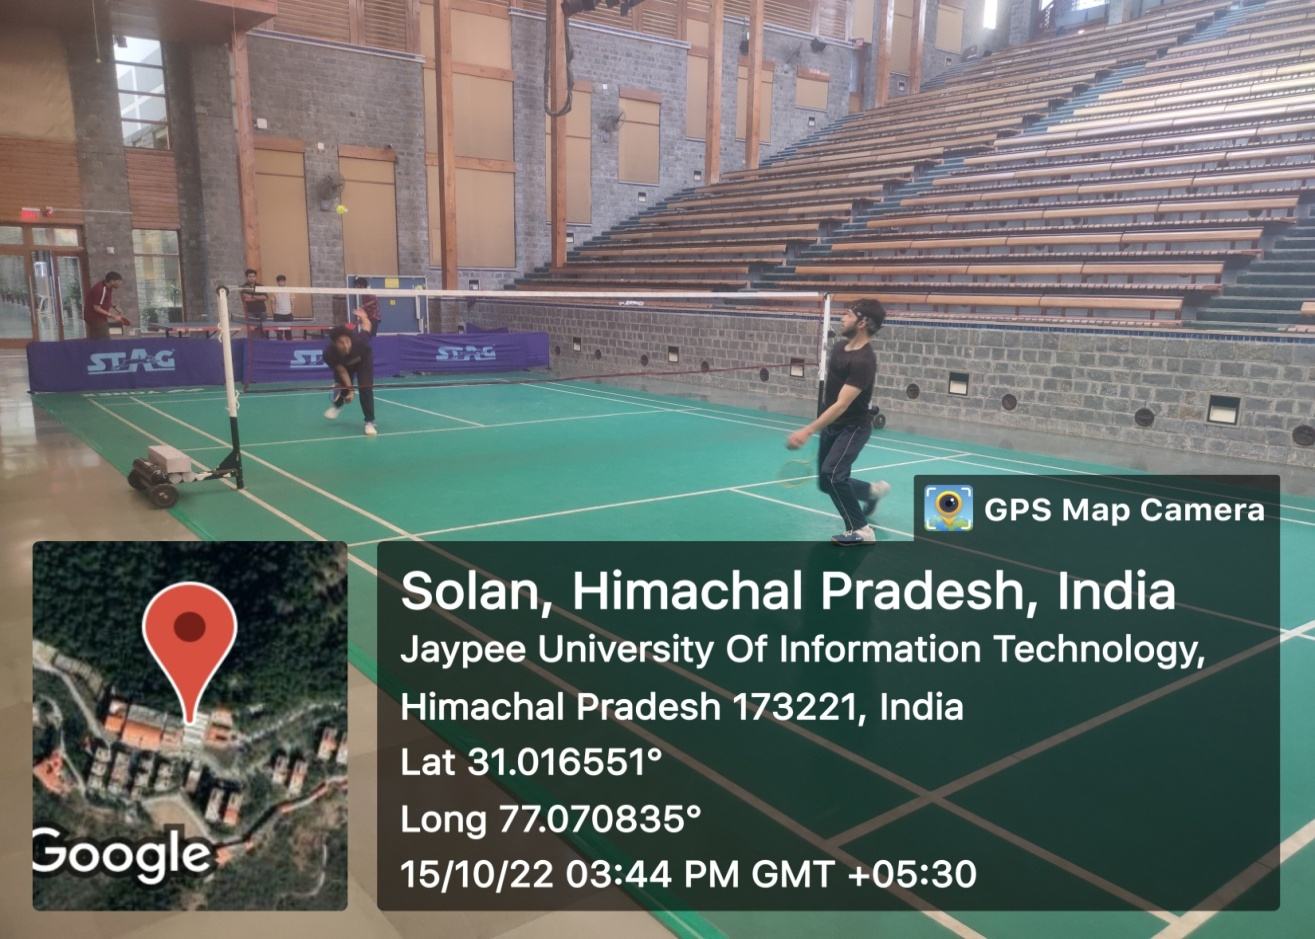 STAG
ST
STAG
GPS Map Camera
Solan, Himachal Pradesh, India
Jaypee University Of Information Technology,
Himachal Pradesh 173221, India
Lat 31.016551°
Long 77.070835°
15/10/22 03:44 PM GMT +05:30
Google